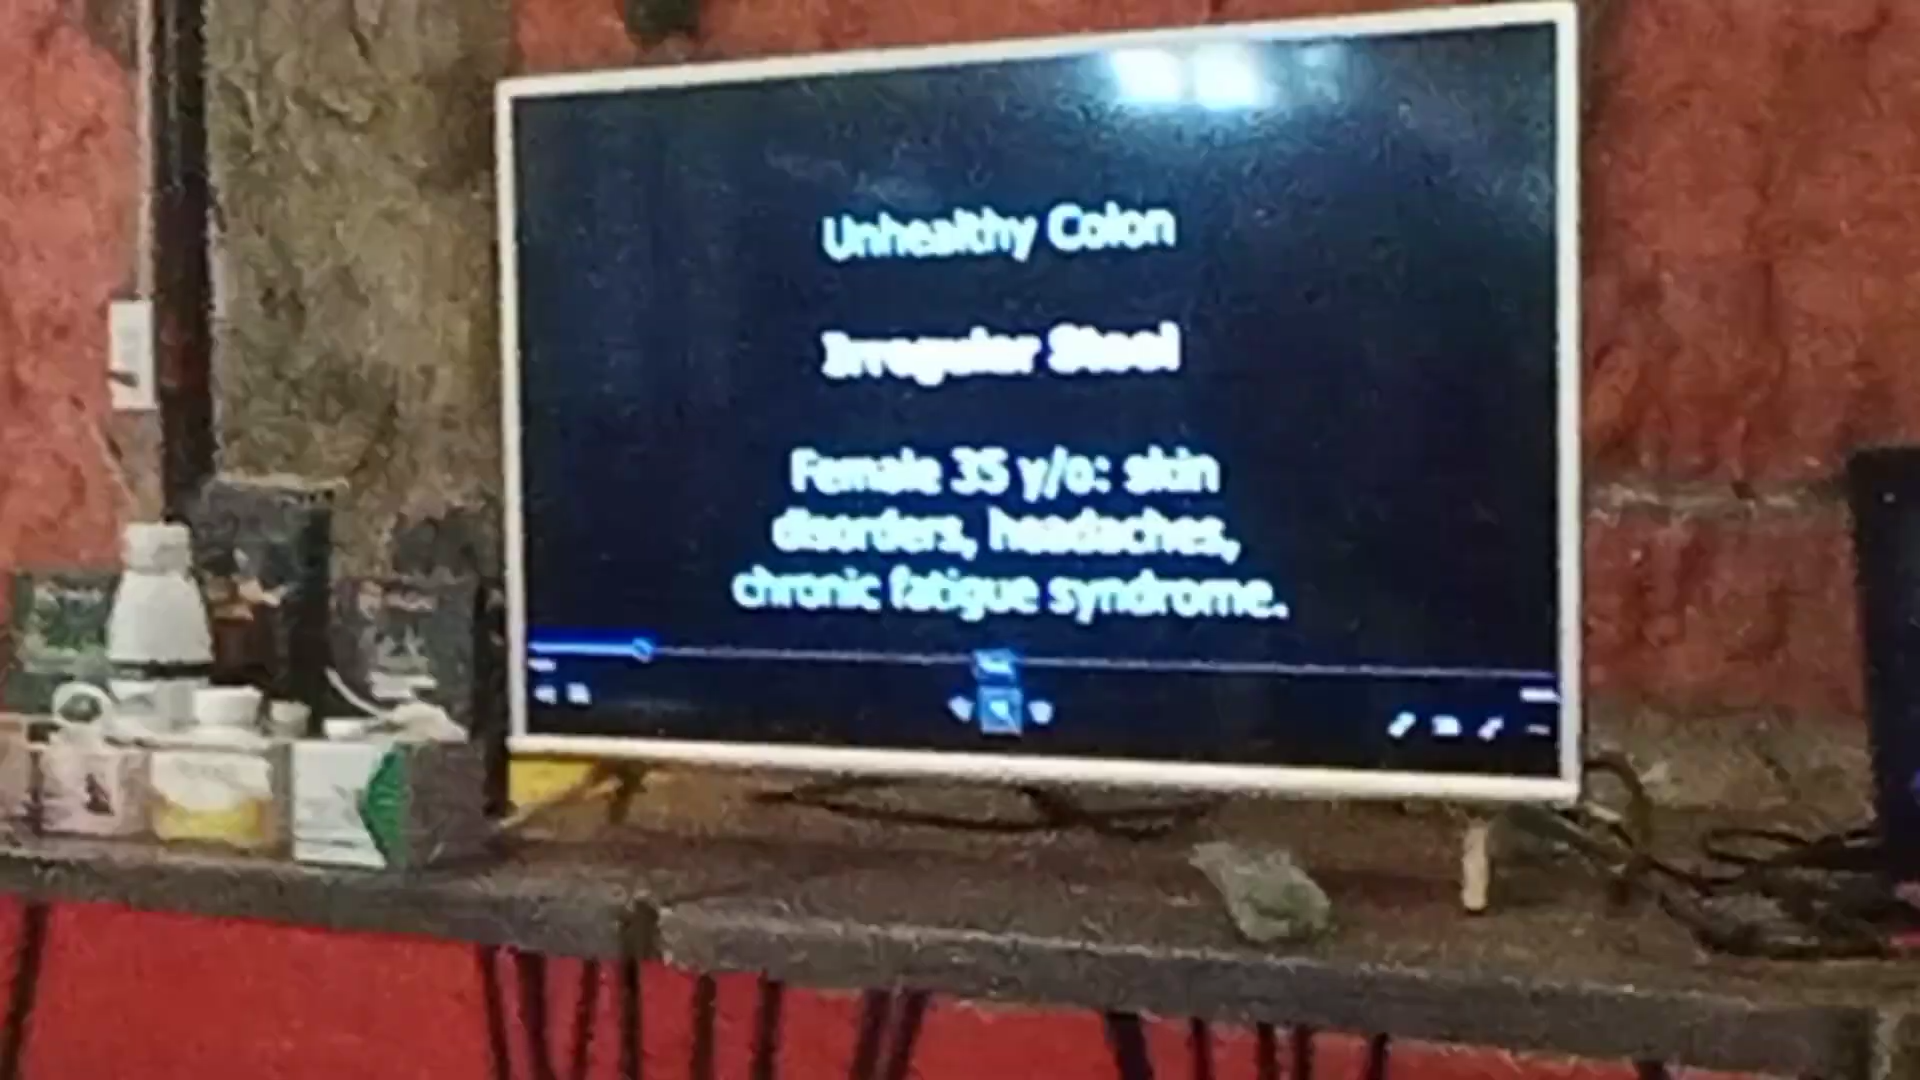 Unhealthy Colon
Irregular Stool
Female 35 y/o: skin
disorders, headaches,
chronic fatigue syndrome.